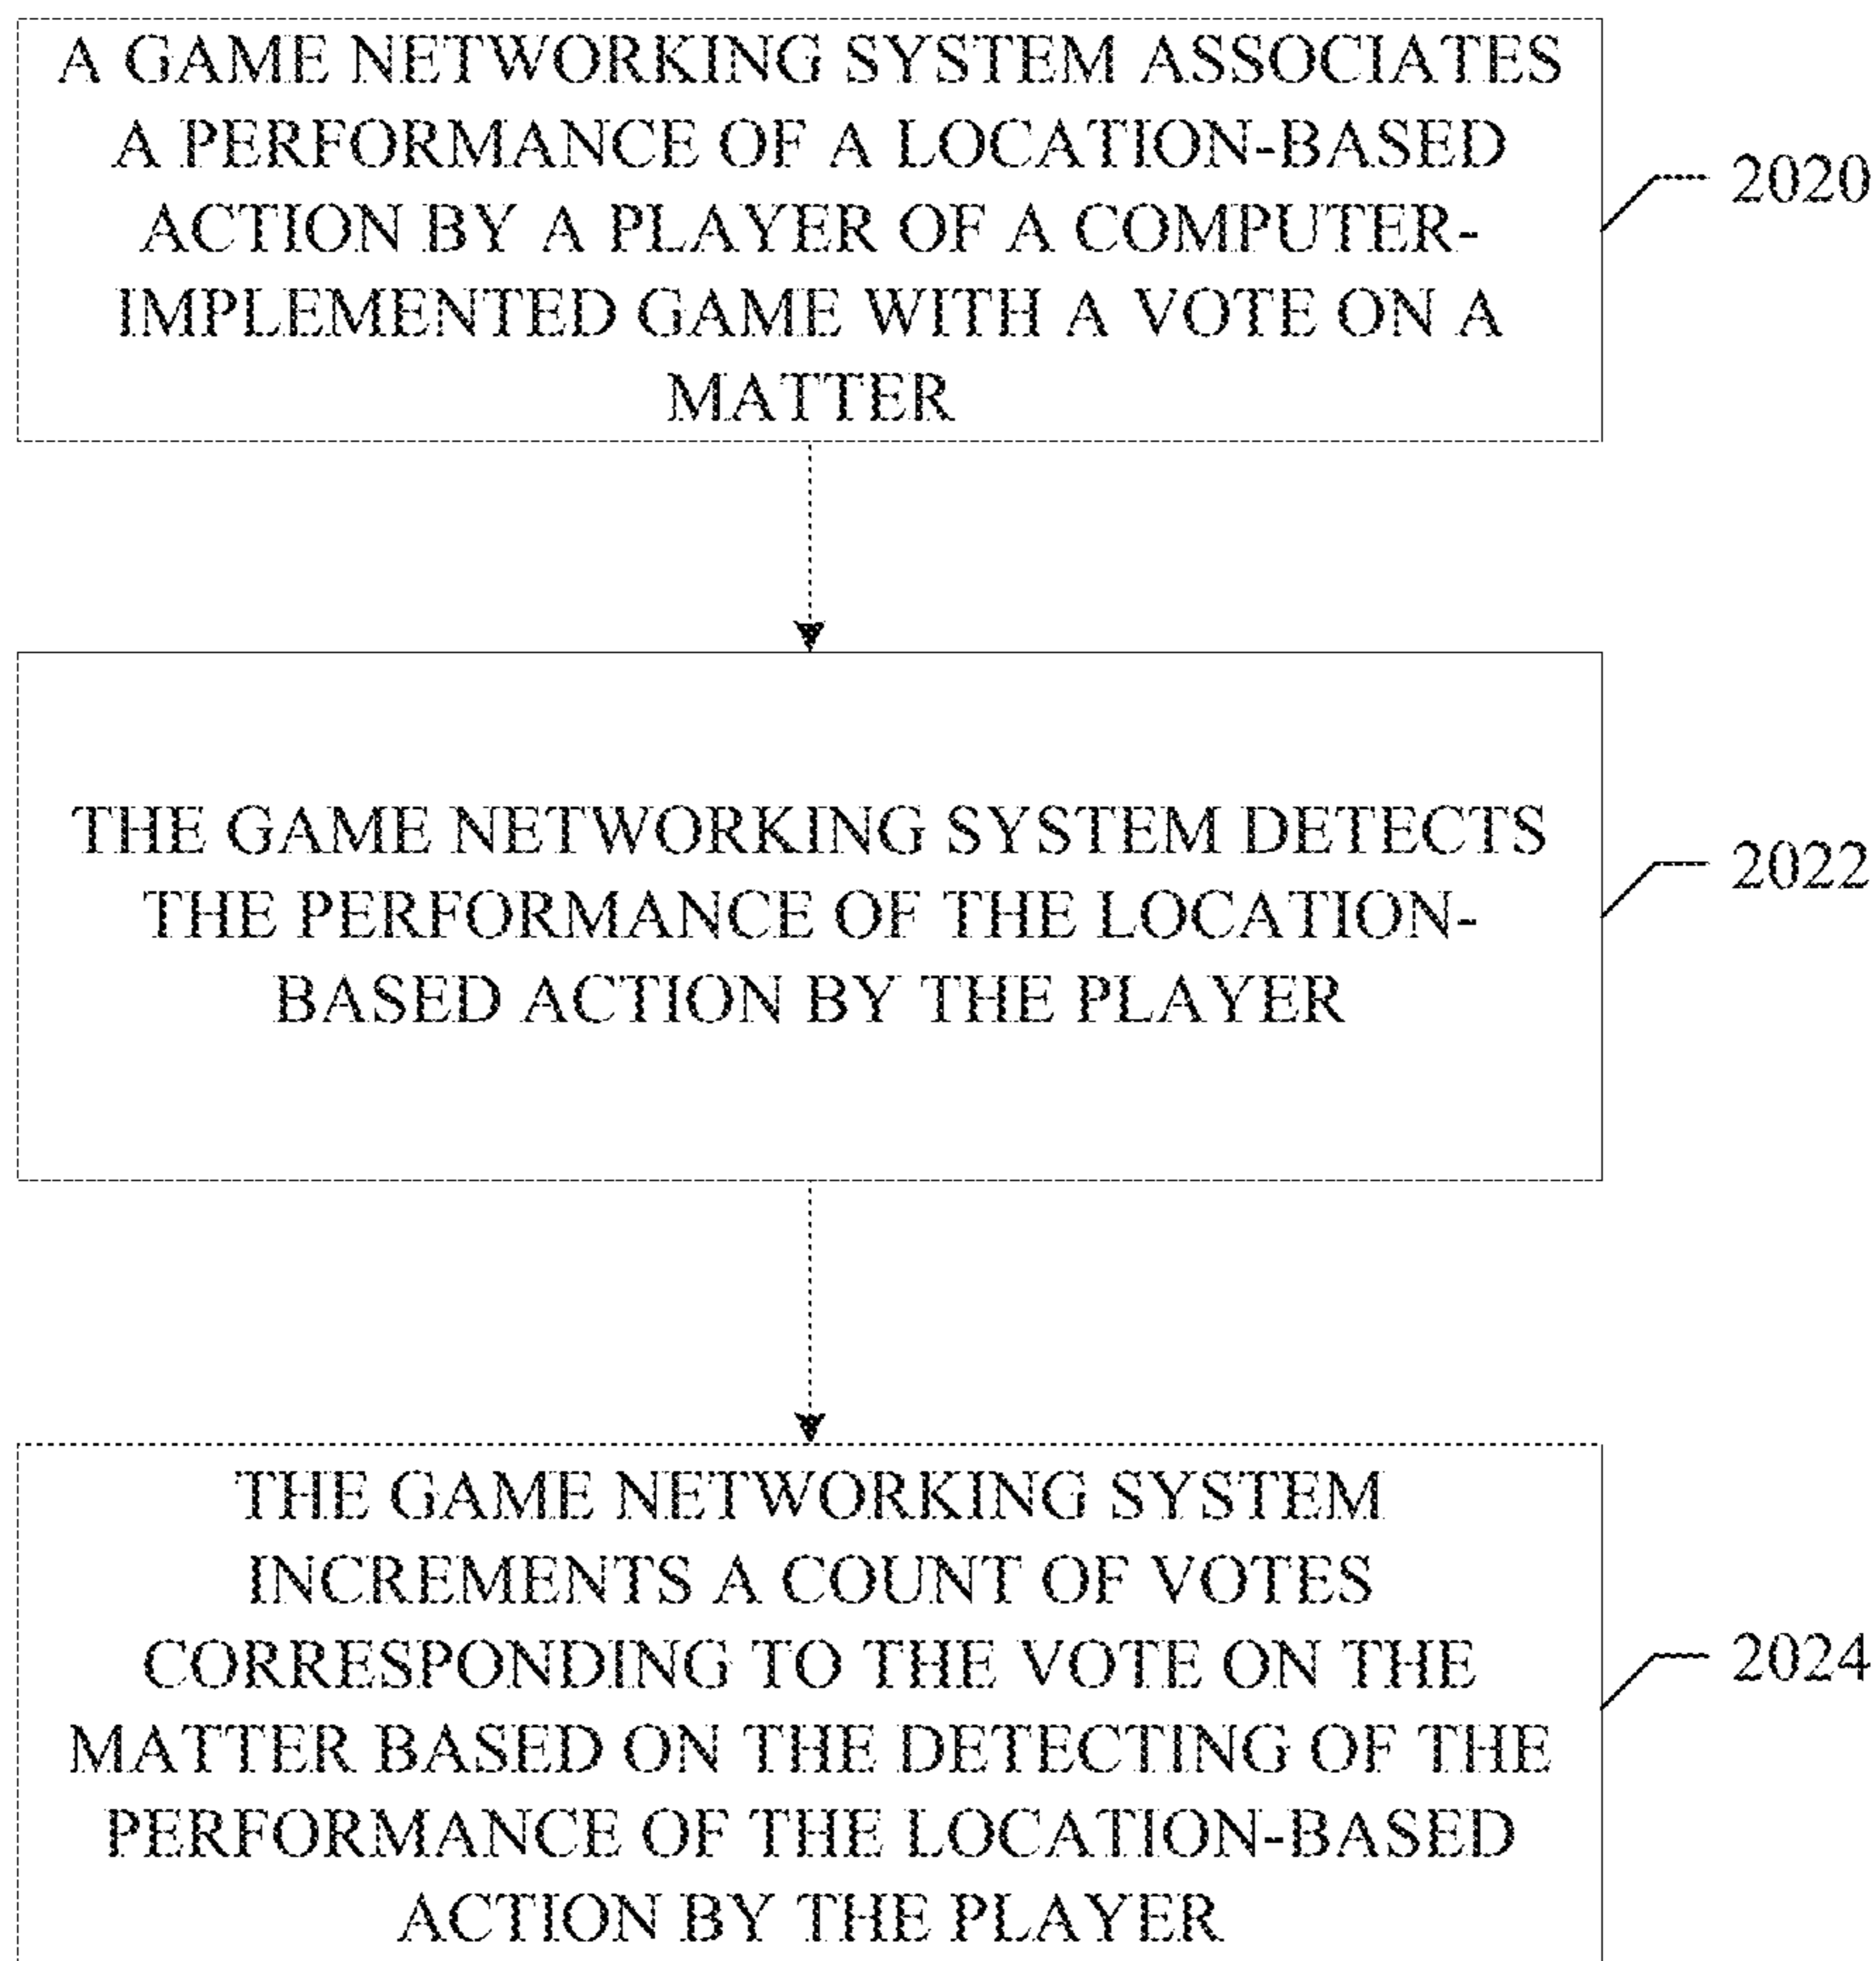 A GAME NETWORKING SYSTEM ASSOCIATES
A PERFORMANCE OF A LOCATION-BASED
ACTION BY A PLAYER OF A COMPUTER-
IMPLEMENTED GAME WITH A VOTE ON A
MATTER
2020
THE GAME NETWORKING SYSTEM DETECTS
THE PERFORMANCE OF THE LOCATION-
BASED ACTION BY THE PLAYER
2022
THE GAME NETWORKING SYSTEM
INCREMENTS A COUNT OF VOTES
CORRESPONDING TO THE VOTE ON THE
MATTER BASED ON THE DETECTING OF THE
PERFORMANCE OF THE LOCATION-BASED
ACTION BY THE PLAYER
2024